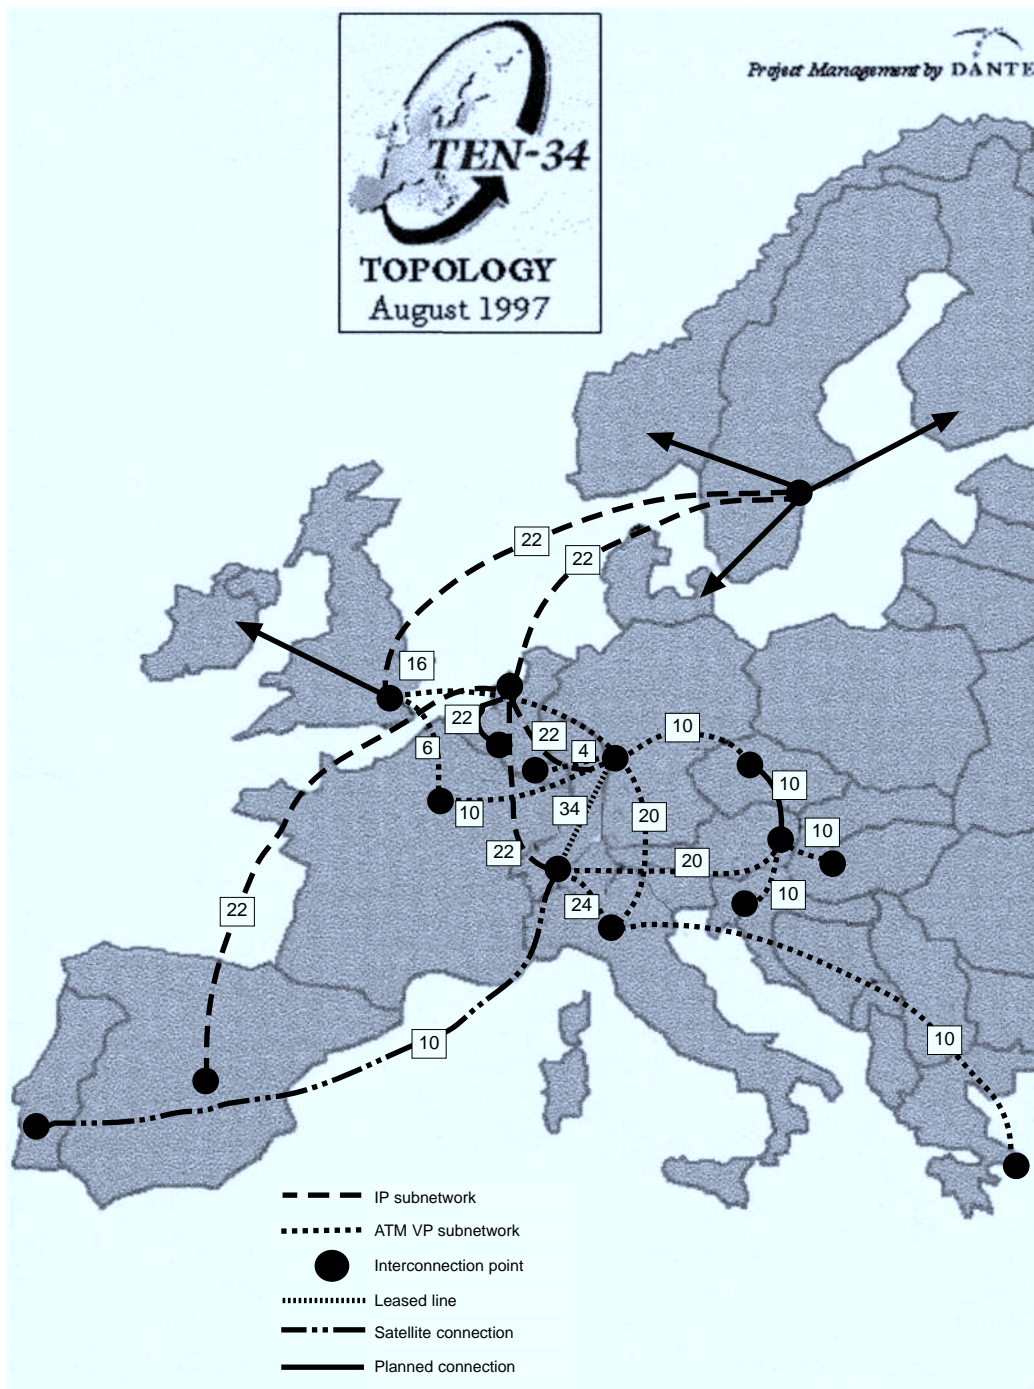 Project Management by DANTE
TEN-34
TOPOLOGY
August 1997
22
22
16
22
22
6
4
10
10
10
34
20
10
22
20
10
24
22
10
10
IP subnetwork
ATM VP subnetwork
Interconnection point
Leased line
Satellite connection
Planned connection